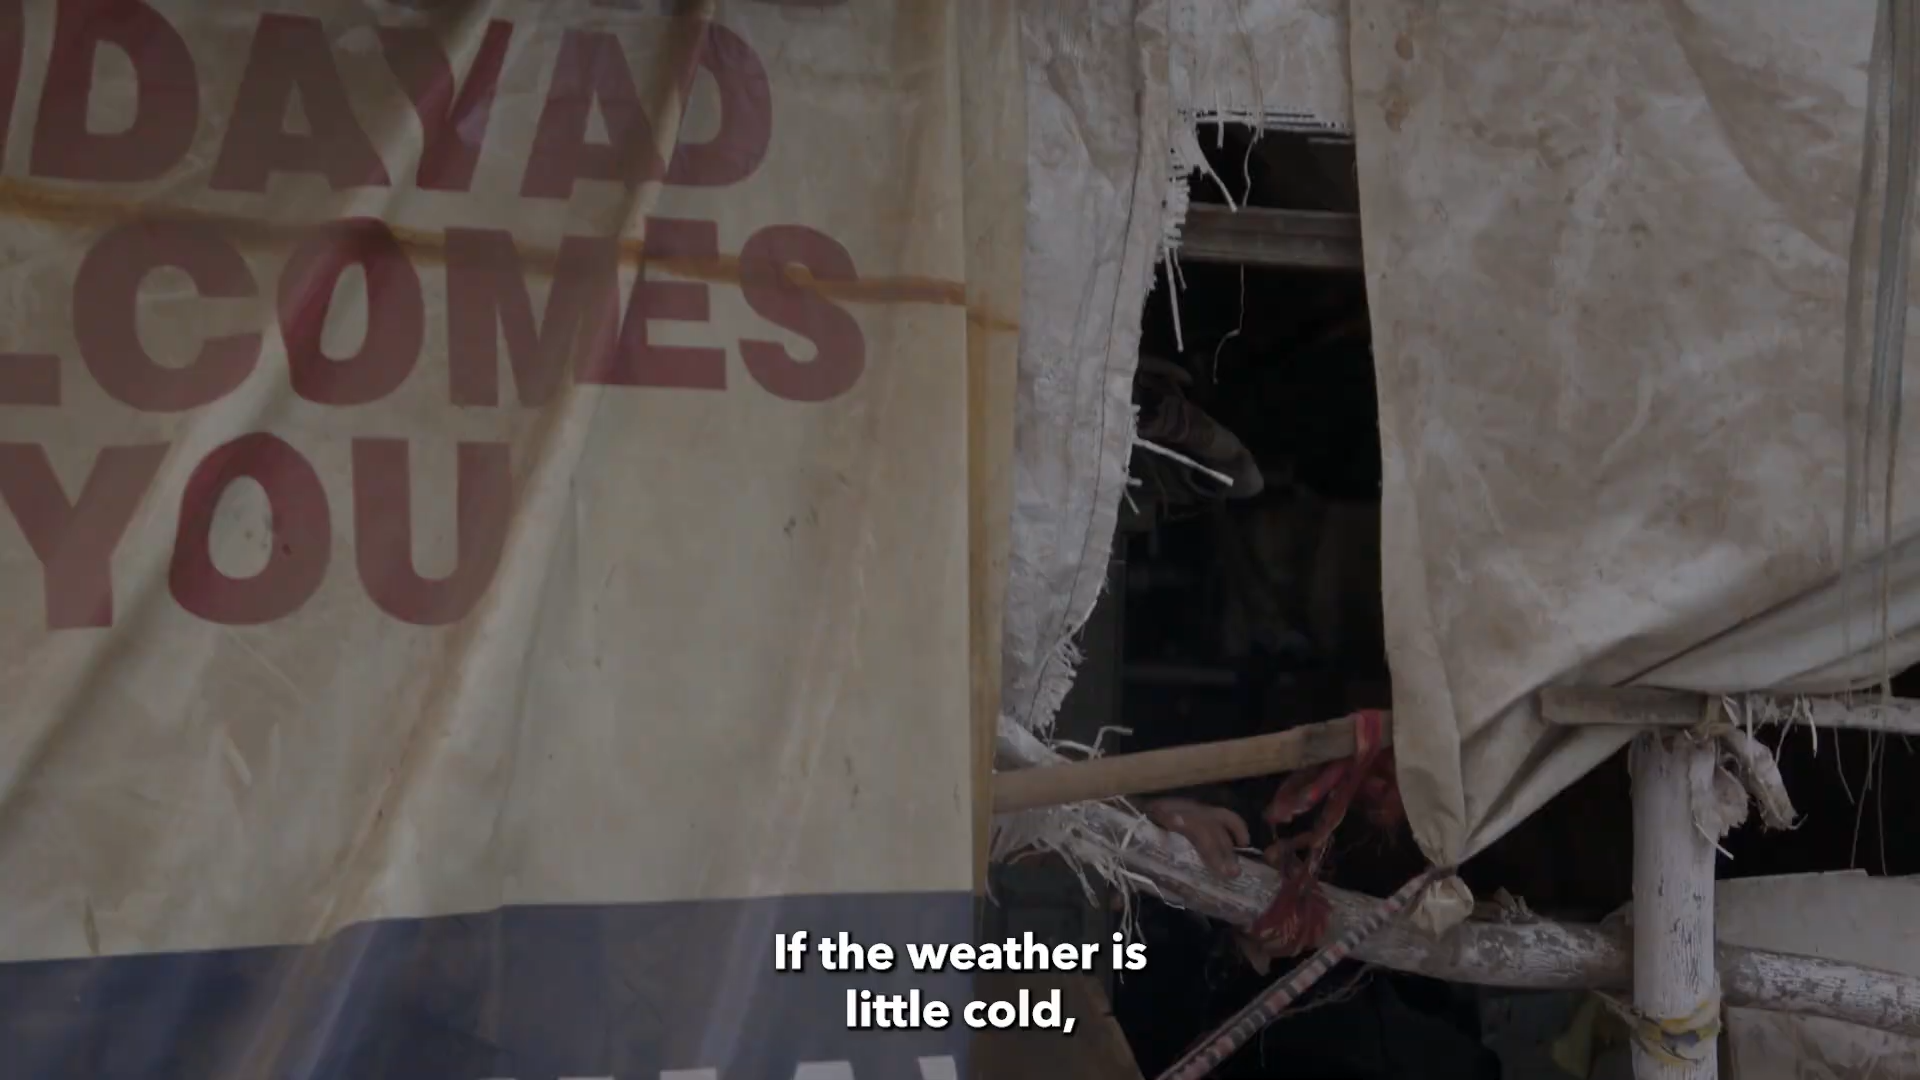 DAYAD
LCOMES
YOU
If the weather is
little cold,